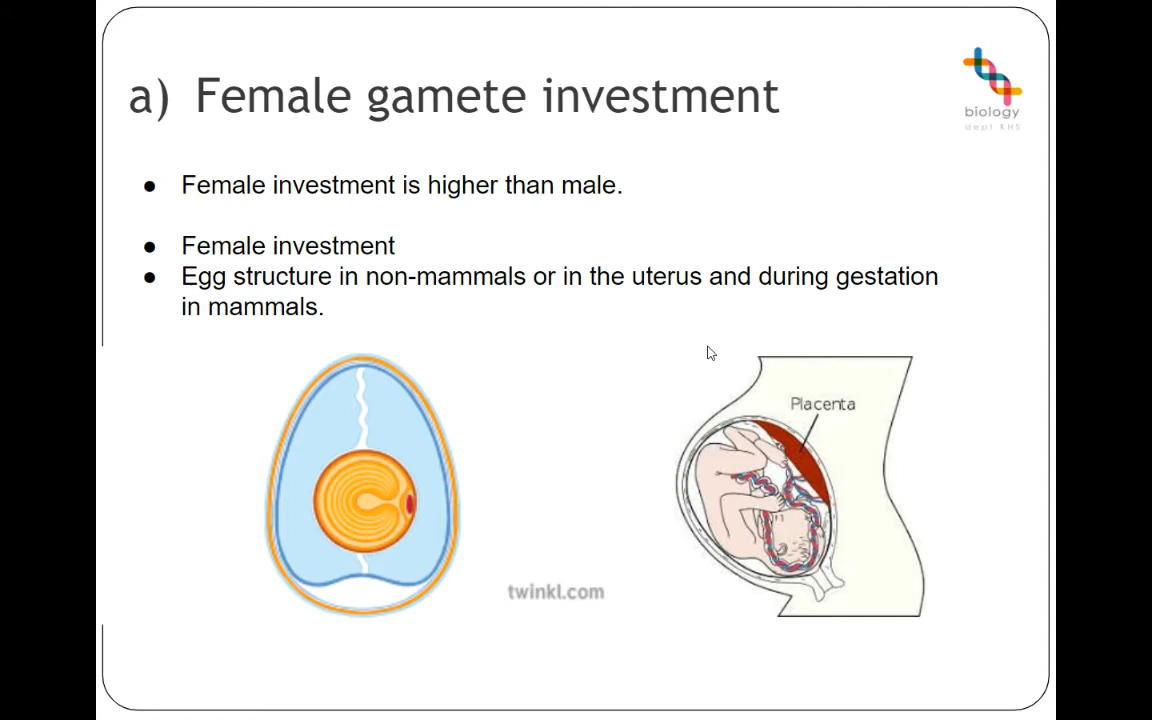 a) Female gamete investment
biology
dept KHS
● Female investment is higher than male.
● Female investment
● Egg structure in non-mammals or in the uterus and during gestation
in mammals.
Placenta
twinkl.com